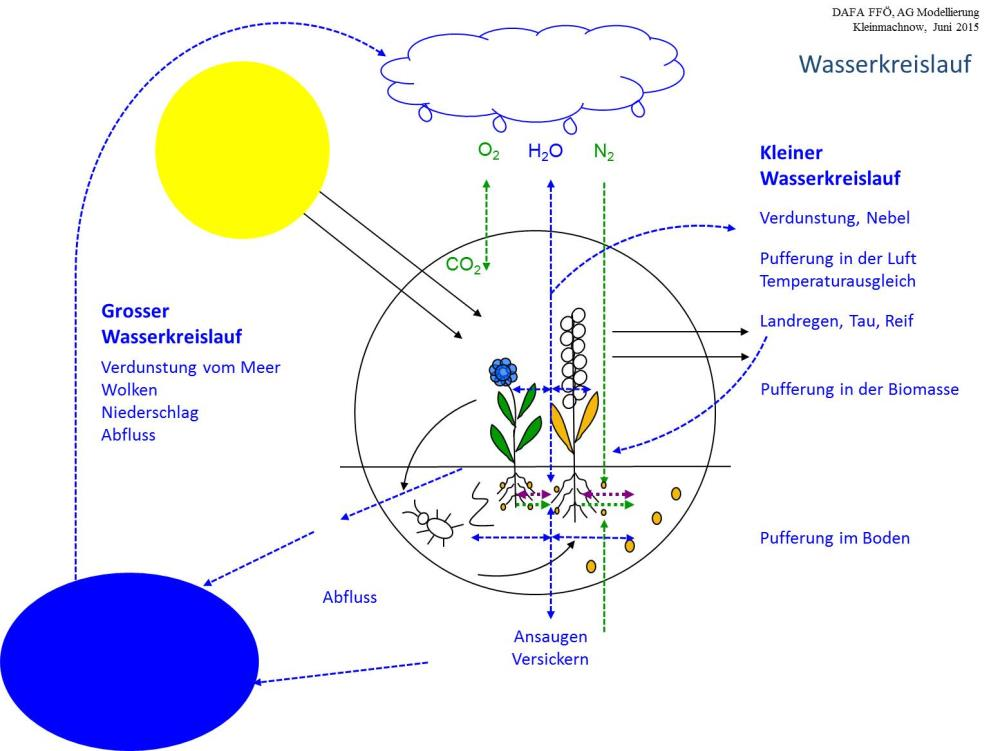 DAFA FFÖ, AG Modellierung
Kleinmachnow, Juni 2015
Wasserkreislauf
O2
H2O
N2
CO2
Kleiner
Wasserkreislauf
Verdunstung, Nebel
Pufferung in der Luft
Temperaturausgleich
Landregen, Tau, Reif
Pufferung in der Biomasse
Pufferung im Boden
Grosser
Wasserkreislauf
Verdunstung vom Meer
Wolken
Niederschlag
Abfluss
Abfluss
Ansaugen
Versickern